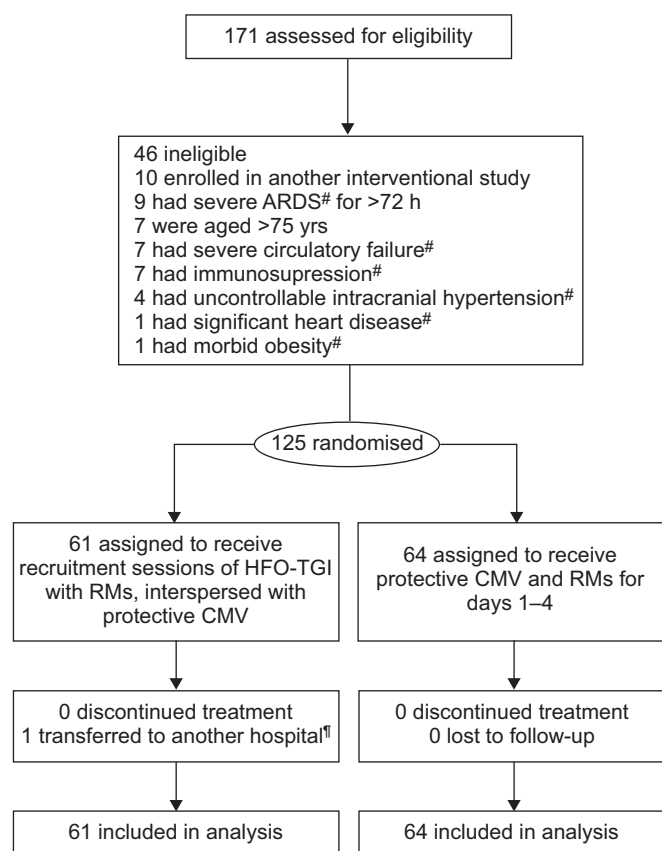 171 assessed for eligibility
46 ineligible
10 enrolled in another interventional study
9 had severe ARDS# for >72 h
7 were aged >75 yrs
7 had severe circulatory failure#
7 had immunosupression#
4 had uncontrollable intracranial hypertension#
1 had significant heart disease#
1 had morbid obesity#
125 randomised
61 assigned to receive
recruitment sessions of HFO-TGI
with RMs, interspersed with
protective CMV
64 assigned to receive
protective CMV and RMs for
days 1–4
0 discontinued treatment
1 transferred to another hospital¶
0 discontinued treatment
0 lost to follow-up
61 included in analysis
64 included in analysis